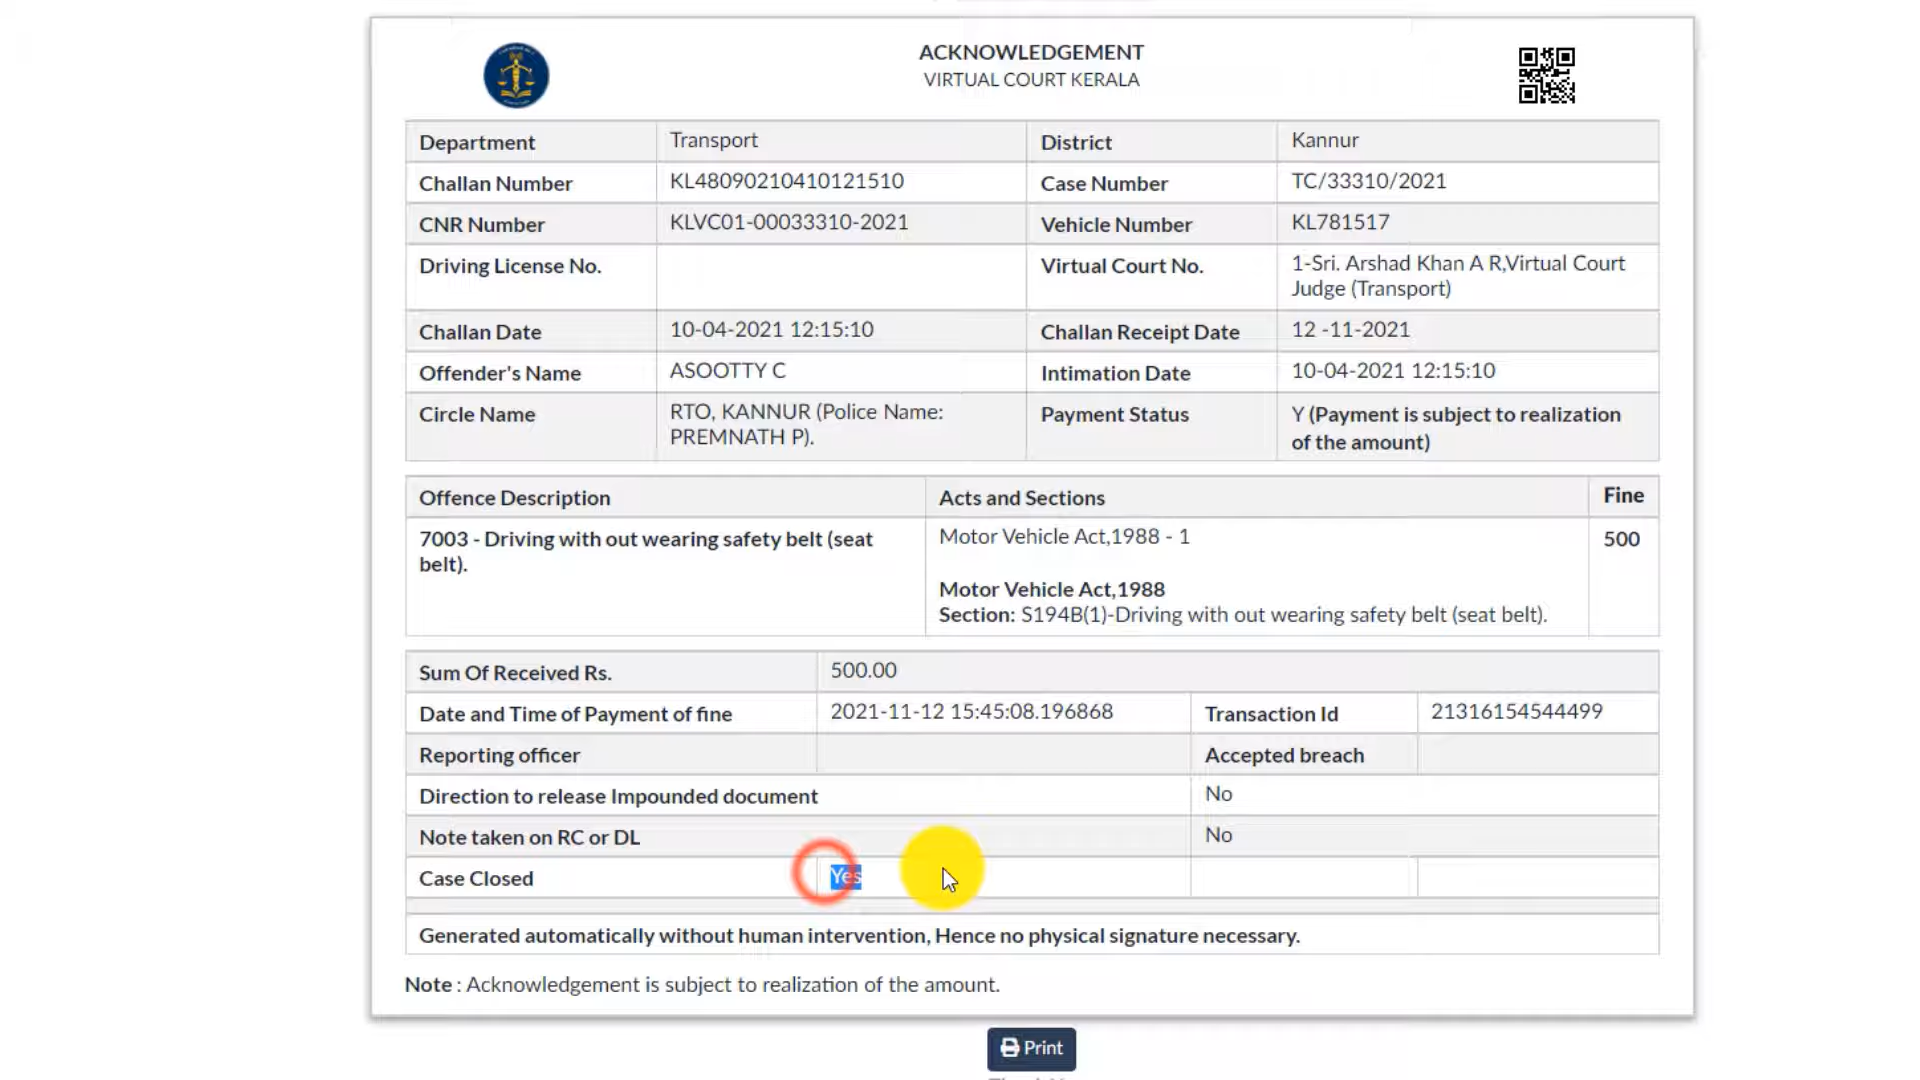 ACKNOWLEDGEMENT
VIRTUAL COURT KERALA
Department Transport District Kannur
Challan Number KL48090210410121510 Case Number TC/33310/2021
CNR Number KLVC01-00033310-2021 Vehicle Number KL781517
Driving License No. Virtual Court No. 1-Sri. Arshad Khan A R,Virtual Court
Judge (Transport)
Challan Date 10-04-2021 12:15:10 Challan Receipt Date 12 -11-2021
Offender's Name ASOOTTY C Intimation Date 10-04-2021 12:15:10
Circle Name RTO, KANNUR (Police Name: Payment Status Y (Payment is subject to realization
PREMNATH P). of the amount)
Offence Description Acts and Sections Fine
7003 - Driving with out wearing safety belt (seat Motor Vehicle Act,1988 - 1 500
belt).
Motor Vehicle Act,1988
Section: S194B(1)-Driving with out wearing safety belt (seat belt).
Sum Of Received Rs. 500.00
Date and Time of Payment of fine 2021-11-12 15:45:08.196868 Transaction Id 21316154544499
Reporting officer Accepted breach
Direction to release Impounded document No
Note taken on RC or DL No
Case Closed Yes
Generated automatically without human intervention, Hence no physical signature necessary.
Note : Acknowledgement is subject to realization of the amount.
Print